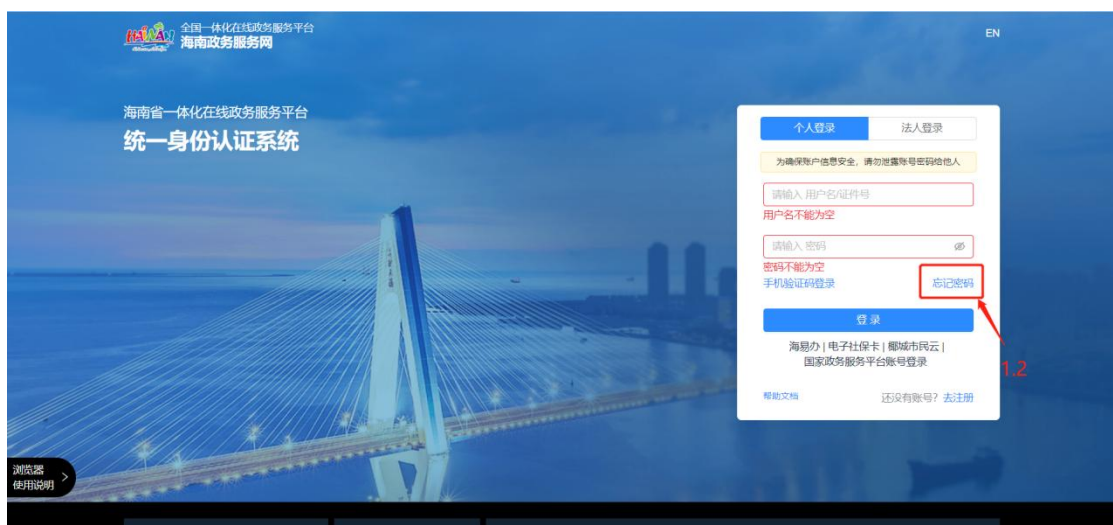 HAINAN
全国一体化在线政务服务平台
海南政务服务网
EN
海南省一体化在线政务服务平台
统一身份认证系统
个人登录
法人登录
为确保账户信息安全，请勿泄露账号密码给他人
请输入 用户名/证件号
用户名不能为空
请输入 密码
密码不能为空
手机验证码登录
忘记密码
登 录
海易办 | 电子社保卡 | 椰城市民云 |
国家政务服务平台账号登录
1.2
帮助文档
还没有账号? 去注册
浏览器
使用说明